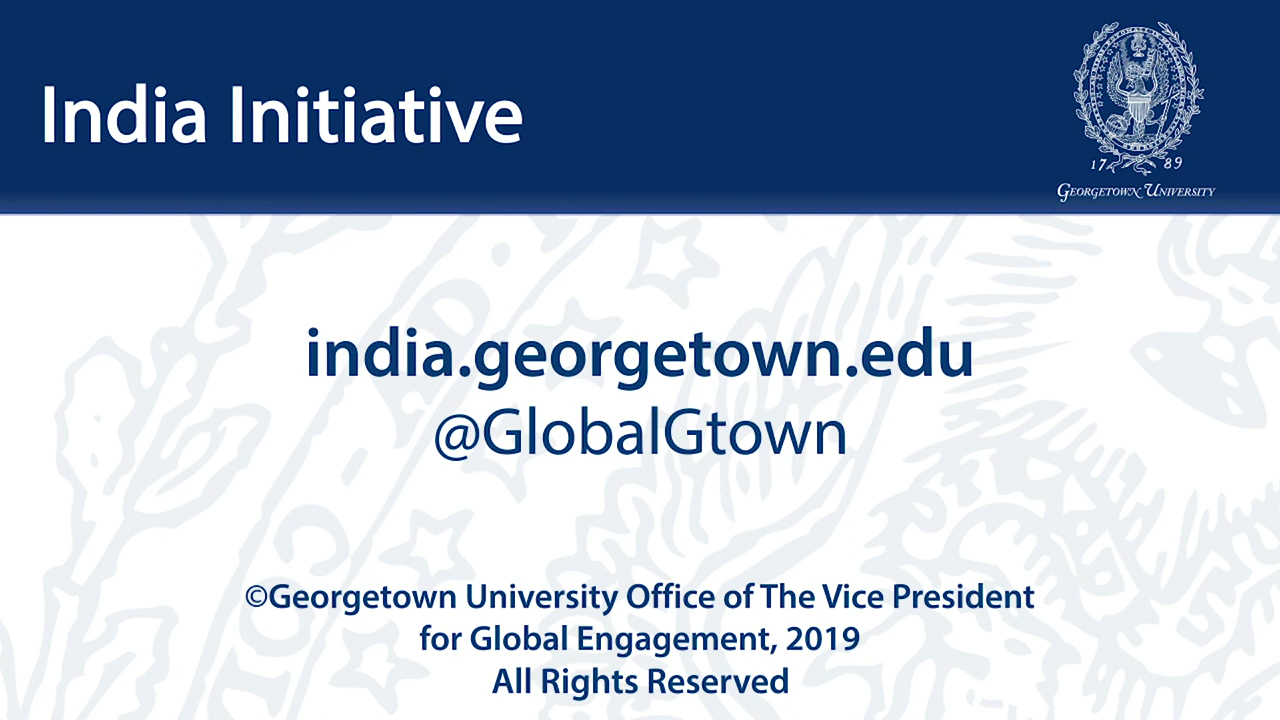 India Initiative
17 89
Georgetown University
india.georgetown.edu
@GlobalGtown
©Georgetown University Office of The Vice President
for Global Engagement, 2019
All Rights Reserved